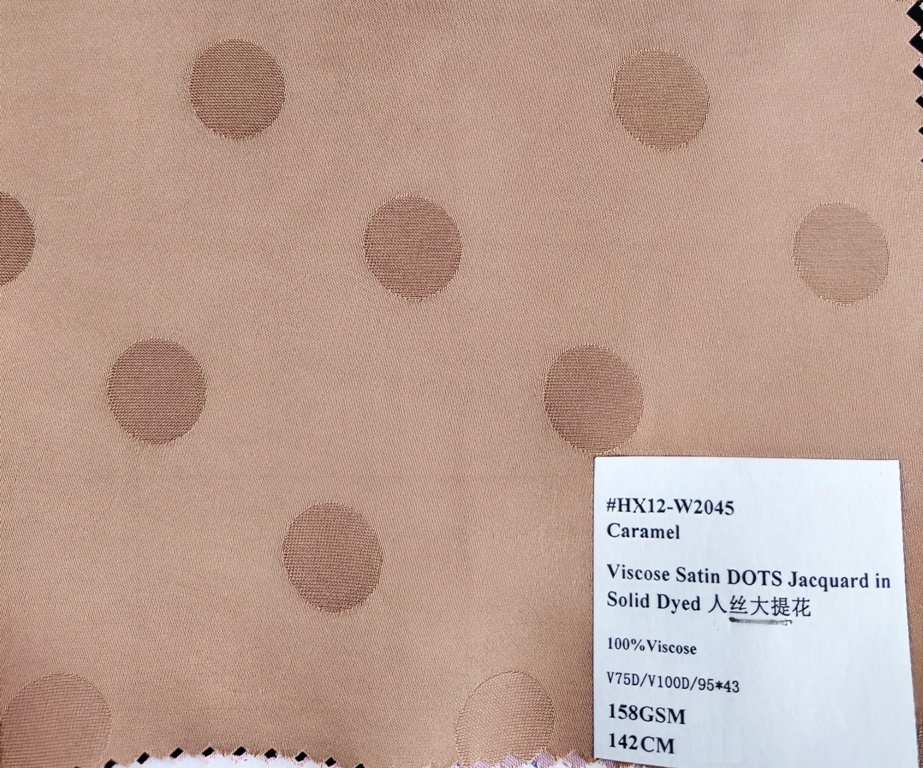 #HX12-W2045
Caramel
Viscose Satin DOTS Jacquard in
Solid Dyed 人丝大提花
100%Viscose
V75D/V100D/95*43
158GSM
142CM